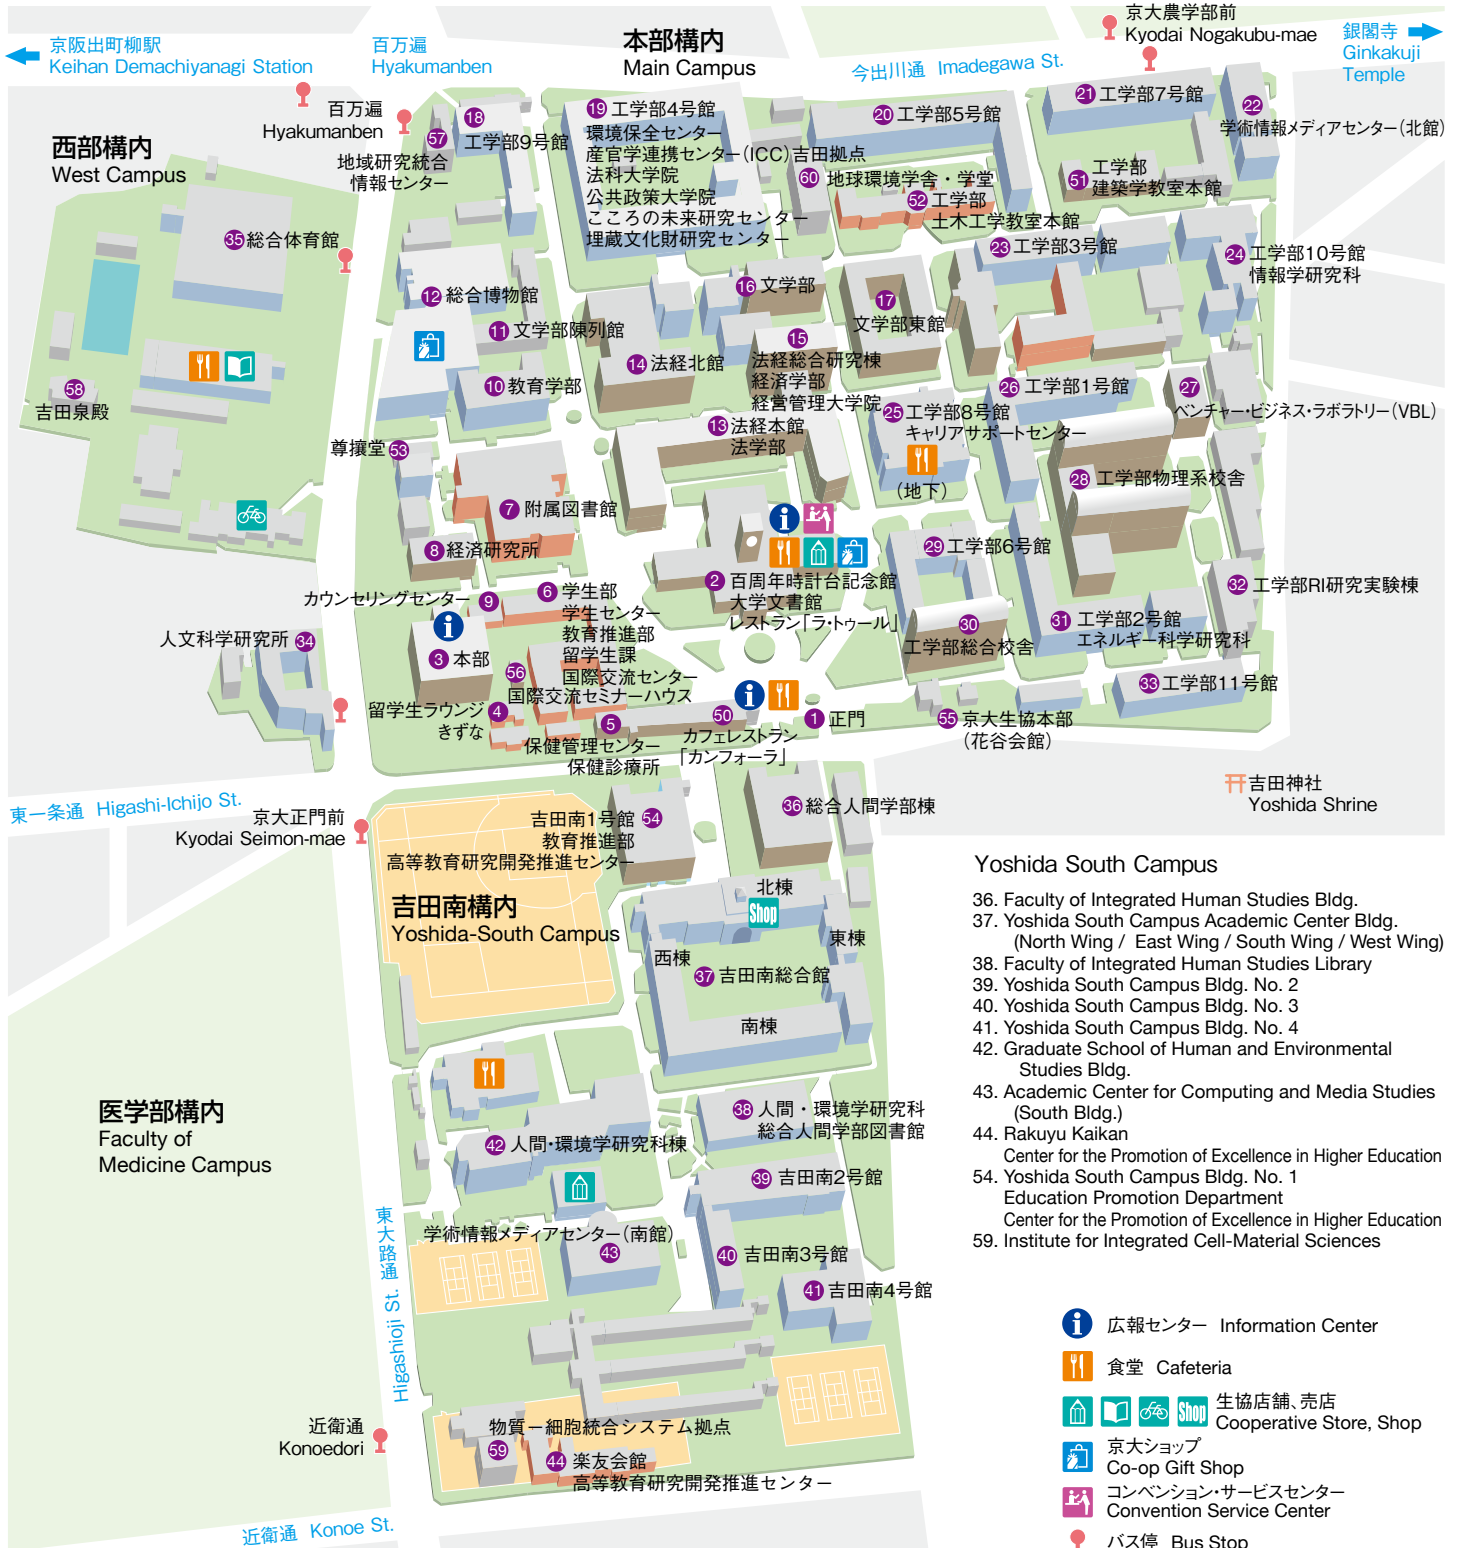 京阪出町柳駅
Keihan Demachiyanagi Station
百万遍
Hyakumanben
本部構内
Main Campus
今出川通 Imadegawa St.
京大農学部前
Kyodai Nogakubu-mae
銀閣寺
Ginkakuji
Temple
百万遍
Hyakumanben
西部構内
West Campus
57
地域研究統合
情報センター
18
工学部9号館
19 工学部4号館
環境保全センター
産官学連携センター(ICC)吉田拠点
法科大学院
公共政策大学院
こころの未来研究センター
埋蔵文化財研究センター
20 工学部5号館
21 工学部7号館
22
学術情報メディアセンター(北館)
60 地球環境学舎・学堂
52 工学部
土木工学教室本館
51 工学部
建築学教室本館
23 工学部3号館
24 工学部10号館
情報学研究科
35 総合体育館
12 総合博物館
11 文学部陳列館
10 教育学部
16 文学部
17
文学部東館
15
法経総合研究棟
経済学部
経営管理大学院
14 法経北館
13 法経本館
法学部
25 工学部8号館
キャリアサポートセンター
(地下)
26 工学部1号館
27
ベンチャー・ビジネス・ラボラトリー(VBL)
28 工学部物理系校舎
58
吉田泉殿
尊攘堂 53
7 附属図書館
8 経済研究所
29 工学部6号館
2 百周年時計台記念館
大学文書館
レストラン「ラ・トゥール」
カウンセリングセンター 9
6 学生部
学生センター
教育推進部
留学生課
国際交流センター
56
国際交流セミナーハウス
3 本部
人文科学研究所 34
30
工学部総合校舎
31 工学部2号館
エネルギー科学研究科
32 工学部RI研究実験棟
33 工学部11号館
留学生ラウンジ 4
きずな
5
保健管理センター
保健診療所
50
カフェレストラン
「カンフォーラ」
1 正門
55 京大生協本部
(花谷会館)
吉田神社
Yoshida Shrine
東一条通 Higashi-Ichijo St.
京大正門前
Kyodai Seimon-mae
吉田南1号館 54
教育推進部
高等教育研究開発推進センター
36 総合人間学部棟
吉田南構内
Yoshida-South Campus
北棟
Shop
東棟
西棟
37 吉田南総合館
南棟
医学部構内
Faculty of
Medicine Campus
42 人間・環境学研究科棟
38 人間・環境学研究科
総合人間学部図書館
39 吉田南2号館
学術情報メディアセンター(南館)
43
40 吉田南3号館
41 吉田南4号館
東大路通 Higashioji St.
近衛通
Konoedori
物質－細胞統合システム拠点
59
44 楽友会館
高等教育研究開発推進センター
近衛通 Konoe St.
Yoshida South Campus
36. Faculty of Integrated Human Studies Bldg.
37. Yoshida South Campus Academic Center Bldg.
(North Wing / East Wing / South Wing / West Wing)
38. Faculty of Integrated Human Studies Library
39. Yoshida South Campus Bldg. No. 2
40. Yoshida South Campus Bldg. No. 3
41. Yoshida South Campus Bldg. No. 4
42. Graduate School of Human and Environmental
Studies Bldg.
43. Academic Center for Computing and Media Studies
(South Bldg.)
44. Rakuyu Kaikan
Center for the Promotion of Excellence in Higher Education
54. Yoshida South Campus Bldg. No. 1
Education Promotion Department
Center for the Promotion of Excellence in Higher Education
59. Institute for Integrated Cell-Material Sciences
広報センター Information Center
食堂 Cafeteria
Shop
生協店舗、売店
Cooperative Store, Shop
京大ショップ
Co-op Gift Shop
コンベンション・サービスセンター
Convention Service Center
バス停 Bus Stop